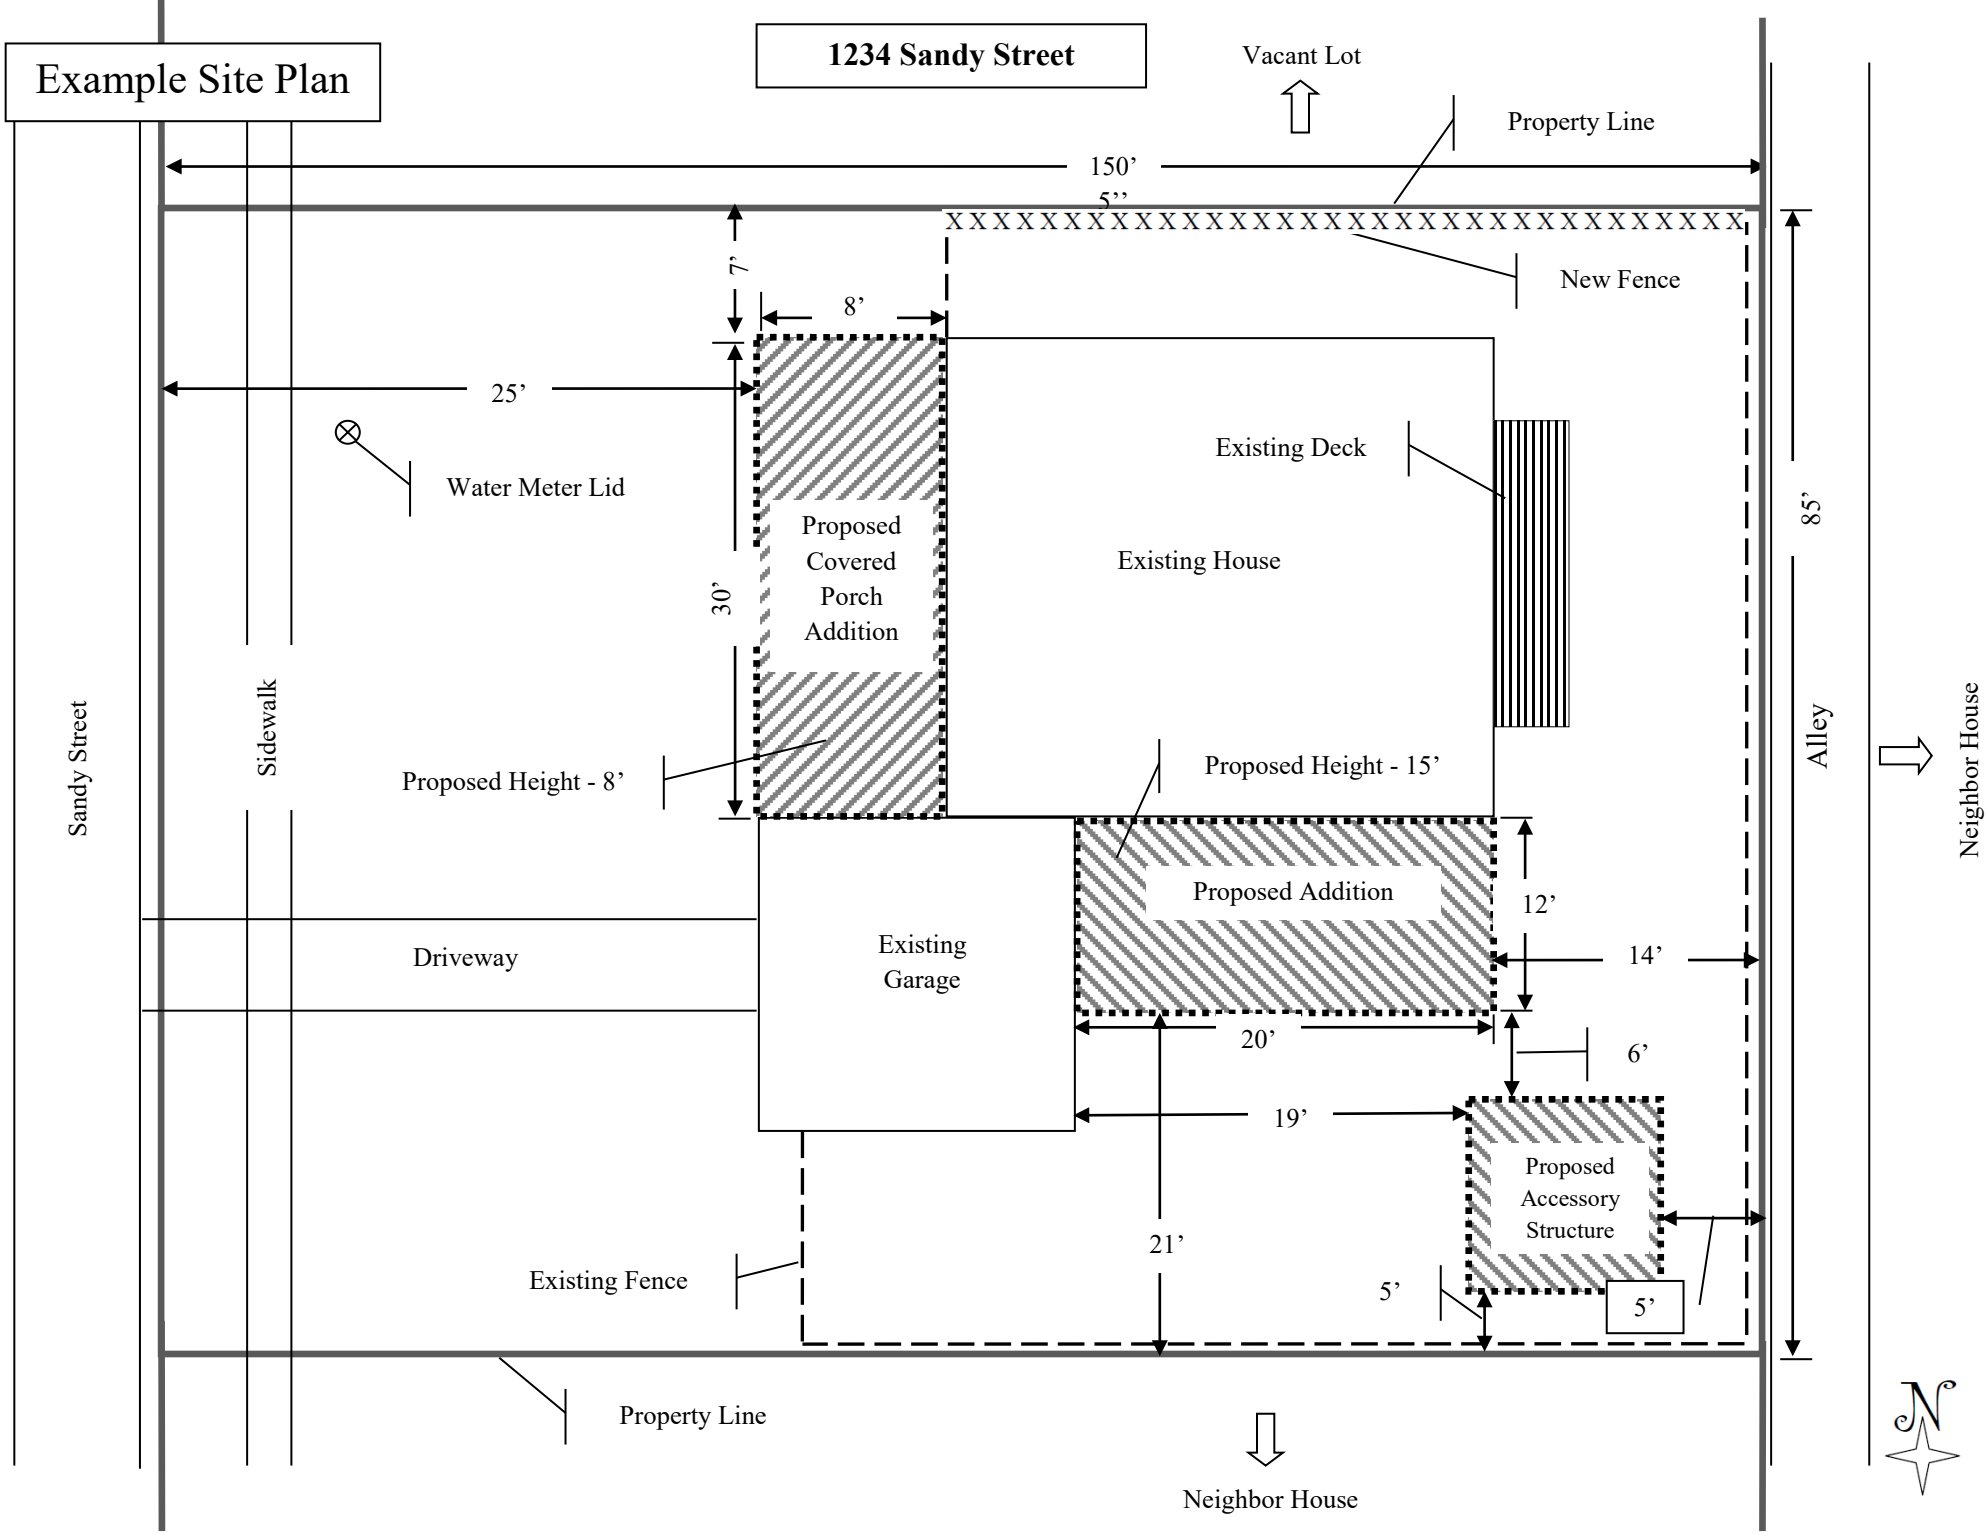 1234 Sandy Street
Vacant Lot
Example Site Plan
Property Line
150’
5’’
X X X X X X X X X X X X X X X X X X X X X X X X X X X X X X X X X X
7’
New Fence
8’
25’
Existing Deck
Water Meter Lid
85’
Proposed
Covered
Porch
Addition
Existing House
30’
Sandy Street
Sidewalk
Proposed Height - 8’
Proposed Height - 15’
Alley
Neighbor House
Proposed Addition
12’
Existing
Garage
Driveway
14’
20’
6’
19’
Proposed
Accessory
Structure
21’
Existing Fence
5’
5’
Property Line
N
Neighbor House